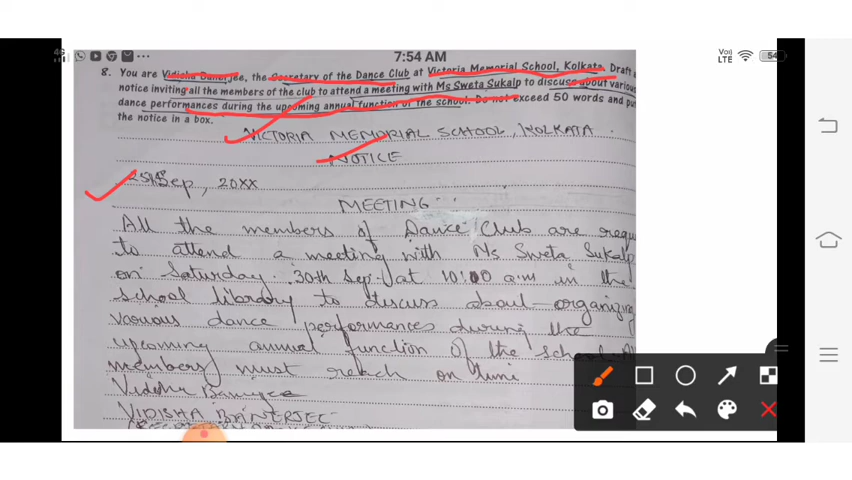 4G
7:54 AM
Vo)
LTE
54
8. You are Vidisha Banerjee, the Secretary of the Dance Club at Victoria Memorial School, Kolkata. Draft a
notice inviting all the members of the club to attend a meeting with Ms Sweta Sukalp to discuss about various
dance performances during the upcoming annual function of the school. Do not exceed 50 words and put
the notice in a box.
VICTORIA MEMORIAL SCHOOL, KOLKATA
NOTICE
Sep, 20XX
MEETING
All the members of Dance Club are requ
to attend a meeting with Ms Sweta Sukalp
on Saturday 30th Sep. at 10:00 a.m in the
school library to discuss about organizing
various dance performances during the
upcoming annual function of the school. Al
members must reach on time
Vidisha Banerjee
VIDISHA BANERJEE